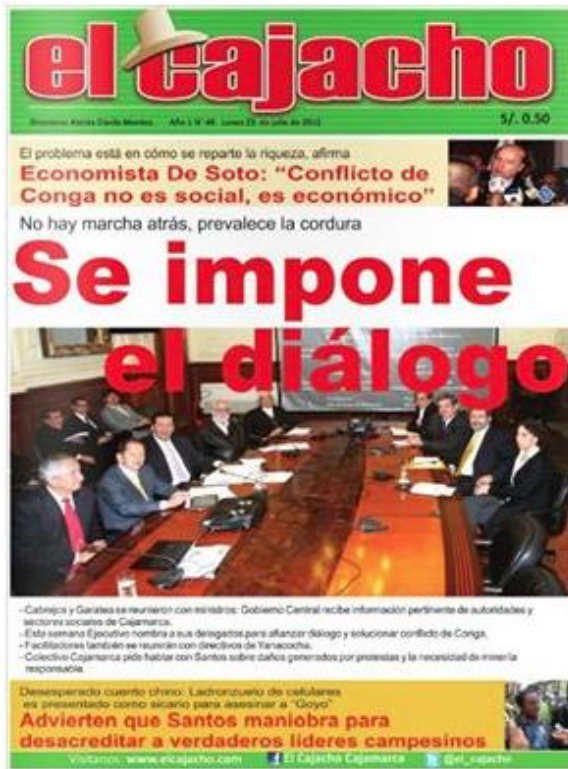 el cajacho
Año 1 N° 48 Lunes 23 de julio de 2012
S/. 0.50
El problema está en cómo se reparte la riqueza, afirma
Economista De Soto: “Conflicto de
Conga no es social, es económico”
No hay marcha atrás, prevalece la cordura
Se impone
el diálogo
- Cabrejos y Garatea se reunieron con ministros: Gobierno Central recibe información pertinente de autoridades y
sectores sociales de Cajamarca.
- Esta semana Ejecutivo nombra a sus delegados para afianzar diálogo y solucionar conflicto de Conga.
- Facilitadores también se reunirán con directivos de Yanacocha.
- Colectivo Cajamarca pide hablar con Santos sobre daños generados por protestas y la necesidad de minería
responsable.
Desesperado cuento chino: Ladronzuelo de celulares
es presentado como sicario para asesinar a “Goyo”
Advierten que Santos maniobra para
desacreditar a verdaderos líderes campesinos
Visítanos: www.elcajacho.com El Cajacho Cajamarca @el_cajacho